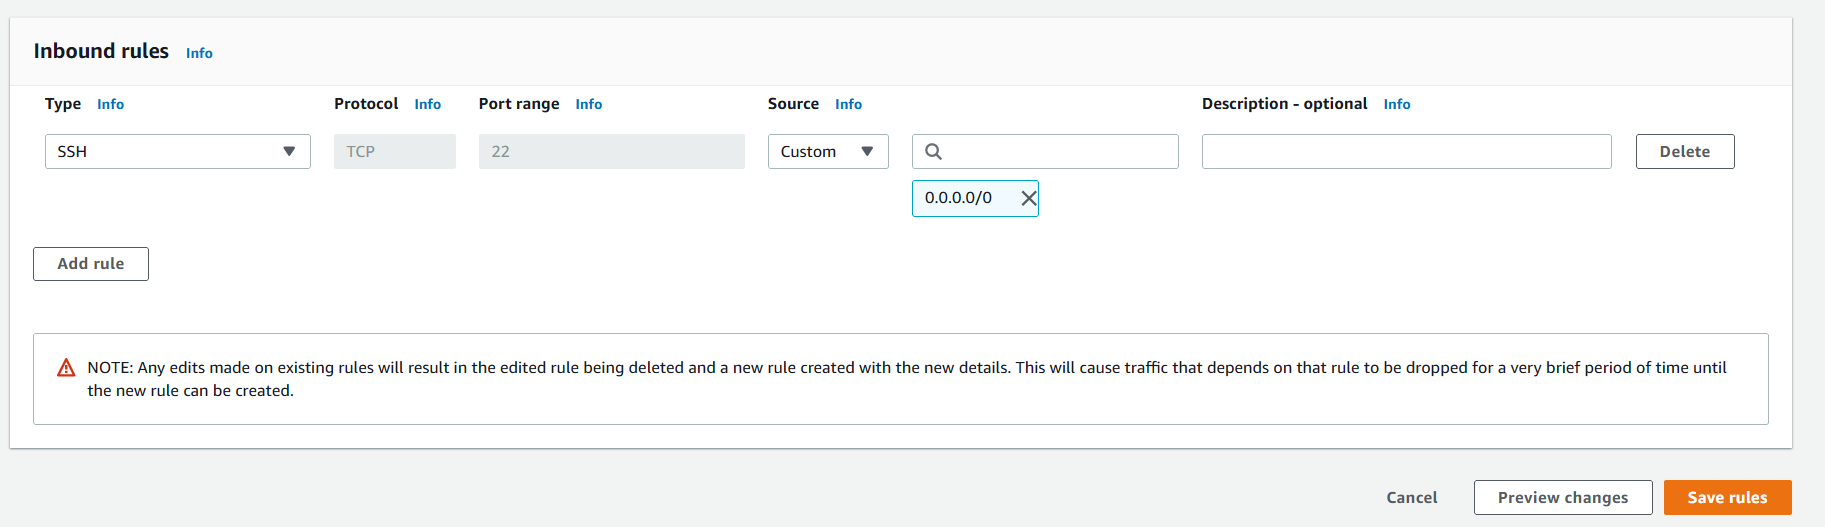 Inbound rules Info
Type Info Protocol Info Port range Info Source Info Description - optional Info
SSH TCP 22 Custom Delete
0.0.0.0/0
Add rule
NOTE: Any edits made on existing rules will result in the edited rule being deleted and a new rule created with the new details. This will cause traffic that depends on that rule to be dropped for a very brief period of time until
the new rule can be created.
Cancel Preview changes Save rules